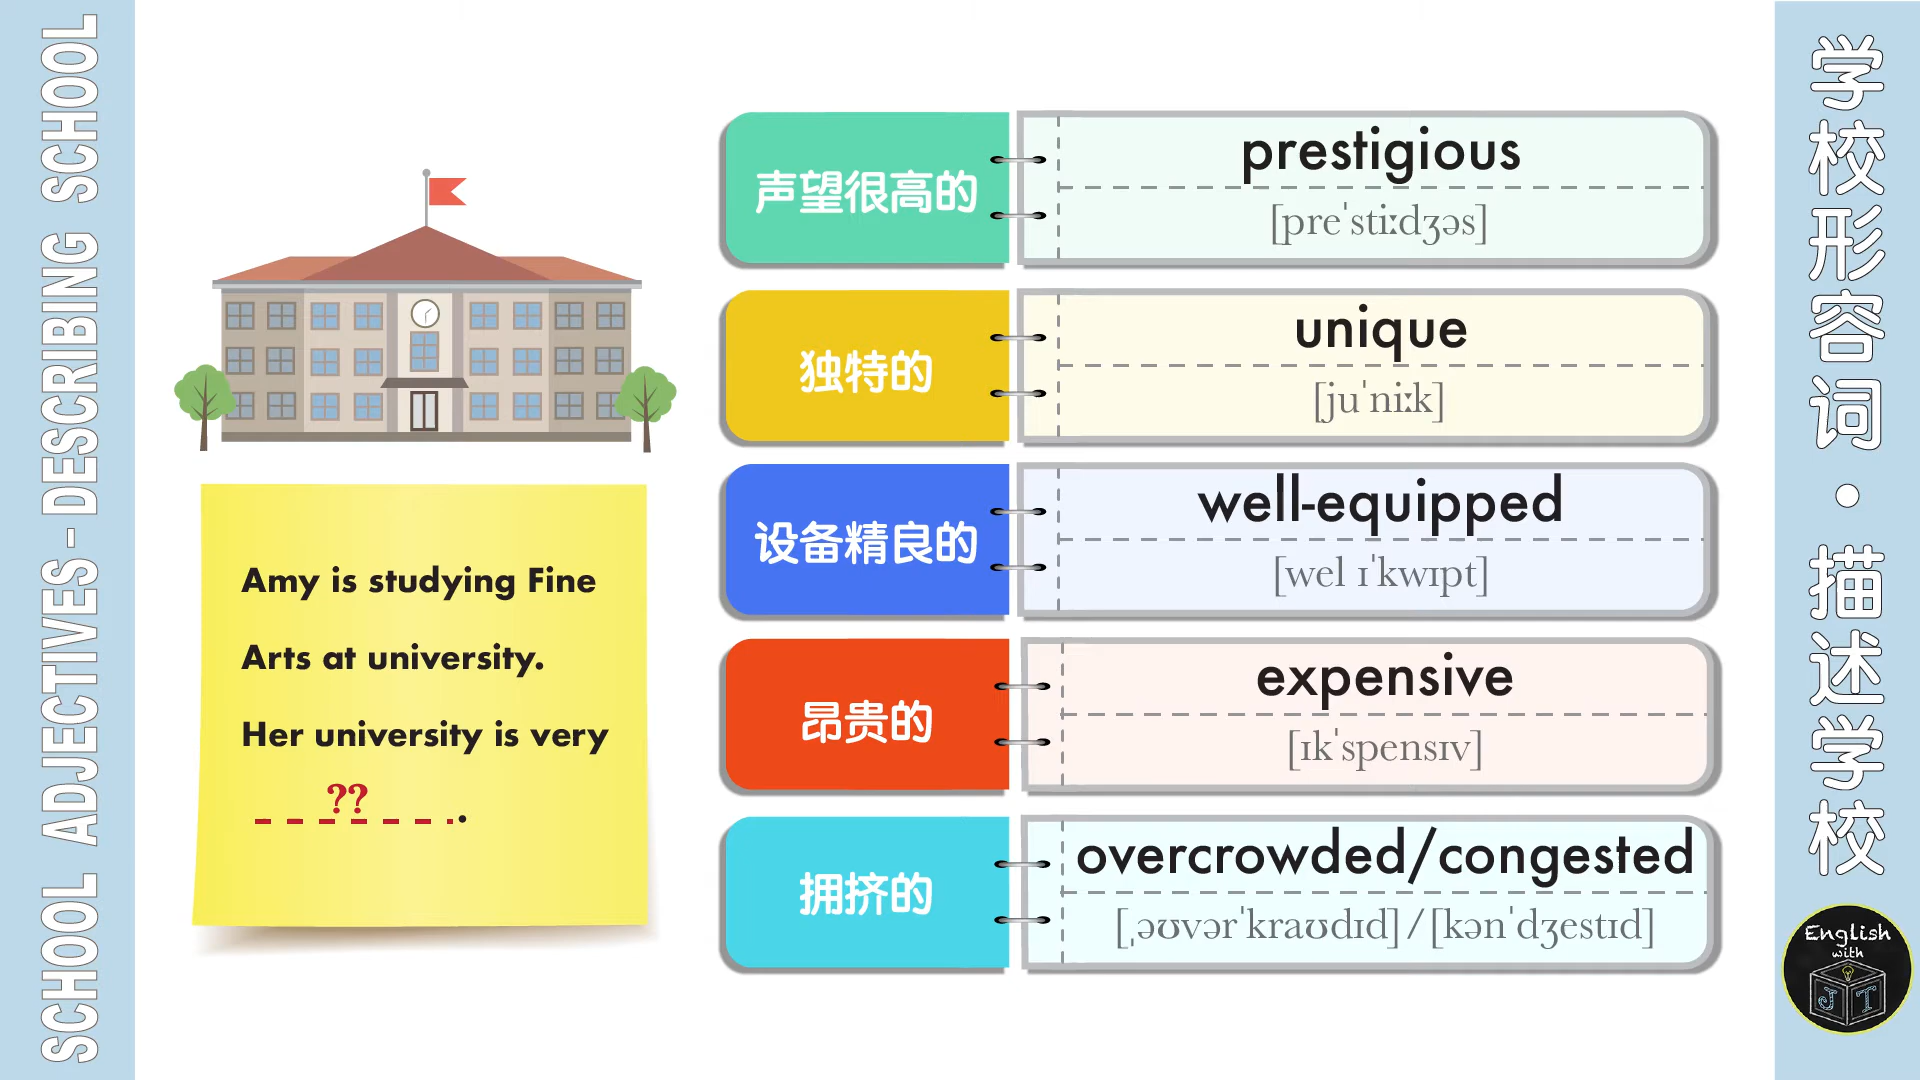 SCHOOL ADJECTIVES- DESCRIBING SCHOOL
Amy is studying Fine
Arts at university.
Her university is very
_ _ ?? _ _ _ _.
声望很高的
prestigious
[preˈstiːdʒəs]
独特的
unique
[juˈniːk]
设备精良的
well-equipped
[wel ɪˈkwɪpt]
昂贵的
expensive
[ɪkˈspensɪv]
拥挤的
overcrowded/congested
[ˌəʊvərˈkraʊdɪd]/[kənˈdʒestɪd]
学校形容词·描述学校
English
with
J T